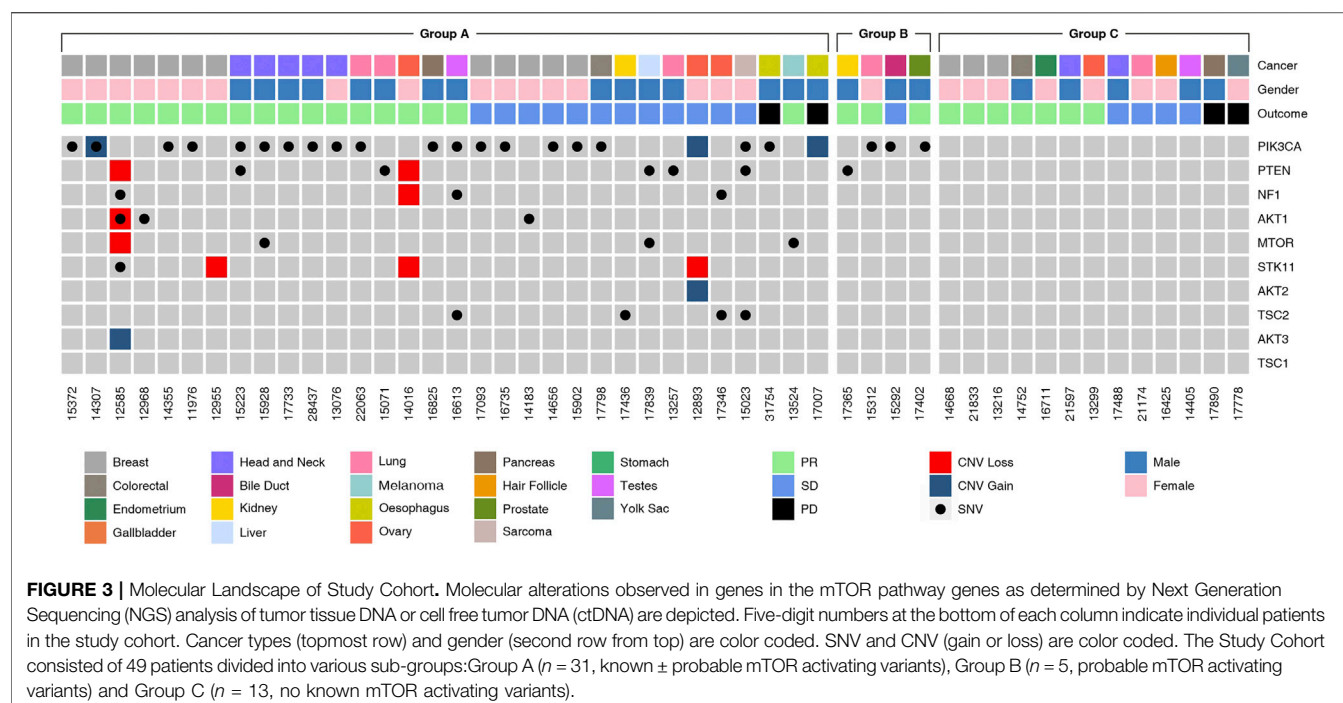 Group A Group B Group C
Cancer
Gender
Outcome
PIK3CA
PTEN
NF1
AKT1
MTOR
STK11
AKT2
TSC2
AKT3
TSC1
15372 14307 12585 12968 14355 11976 12955 15223 15928 17733 28437 13076 22063 15071 14016 16825 16613 17093 16735 14183 14656 15902 17798 17436 17839 13257 12893 17346 15023 31754 13524 17007 17365 15312 15292 17402 14668 21833 13216 14752 16711 21597 13299 17488 21174 16425 14405 17890 17778
Breast Head and Neck Lung Pancreas Stomach PR CNV Loss Male
Colorectal Bile Duct Melanoma Hair Follicle Testes SD CNV Gain Female
Endometrium Kidney Oesophagus Prostate Yolk Sac PD SNV
Gallbladder Liver Ovary Sarcoma
FIGURE 3 | Molecular Landscape of Study Cohort. Molecular alterations observed in genes in the mTOR pathway genes as determined by Next Generation
Sequencing (NGS) analysis of tumor tissue DNA or cell free tumor DNA (ctDNA) are depicted. Five-digit numbers at the bottom of each column indicate individual patients
in the study cohort. Cancer types (topmost row) and gender (second row from top) are color coded. SNV and CNV (gain or loss) are color coded. The Study Cohort
consisted of 49 patients divided into various sub-groups:Group A (n = 31, known ± probable mTOR activating variants), Group B (n = 5, probable mTOR activating
variants) and Group C (n = 13, no known mTOR activating variants).